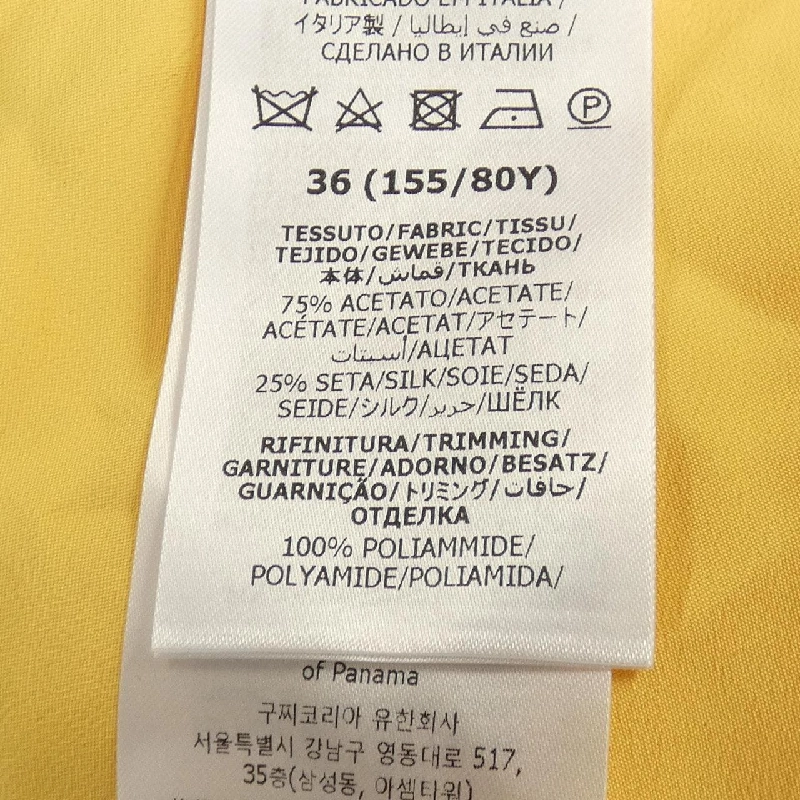 FABRICADO EM ITÁLIA /
イタリア製 / صنع في إيطاليا /
СДЕЛАНО В ИТАЛИИ
P
36 (155/80Y)
TESSUTO/FABRIC/TISSU/
TEJIDO/GEWEBE/TECIDO/
本体/قماش/ТКАНЬ
75% ACETATO/ACETATE/
ACÉTATE/ACETAT/アセテート/
أسيتات/АЦЕТАТ
25% SETA/SILK/SOIE/SEDA/
SEIDE/シルク/حرير/ШЁЛК
RIFINITURA/TRIMMING/
GARNITURE/ADORNO/BESATZ/
GUARNIÇÃO/トリミング/حافات/
ОТДЕЛКА
100% POLIAMMIDE/
POLYAMIDE/POLIAMIDA/
of Panama
구찌코리아 유한회사
서울특별시 강남구 영동대로 517,
35층(삼성동, 아셈타워)